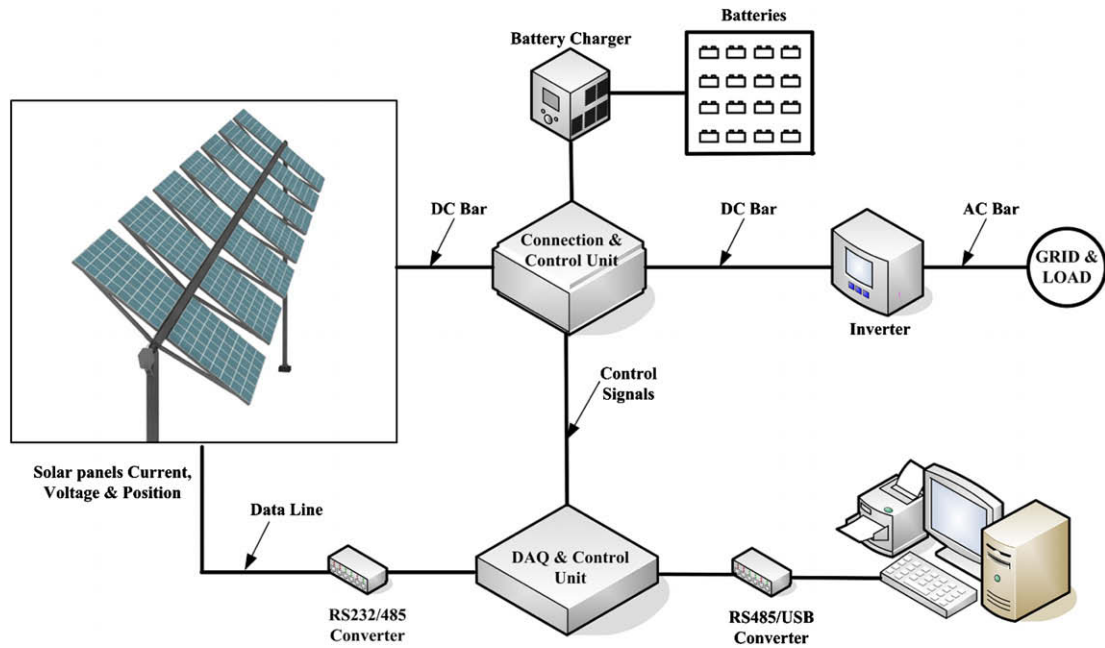 Batteries
Battery Charger
DC Bar
DC Bar
AC Bar
Connection &
Control Unit
GRID &
LOAD
Inverter
Control
Signals
Solar panels Current,
Voltage & Position
Data Line
DAQ & Control
Unit
RS232/485
Converter
RS485/USB
Converter